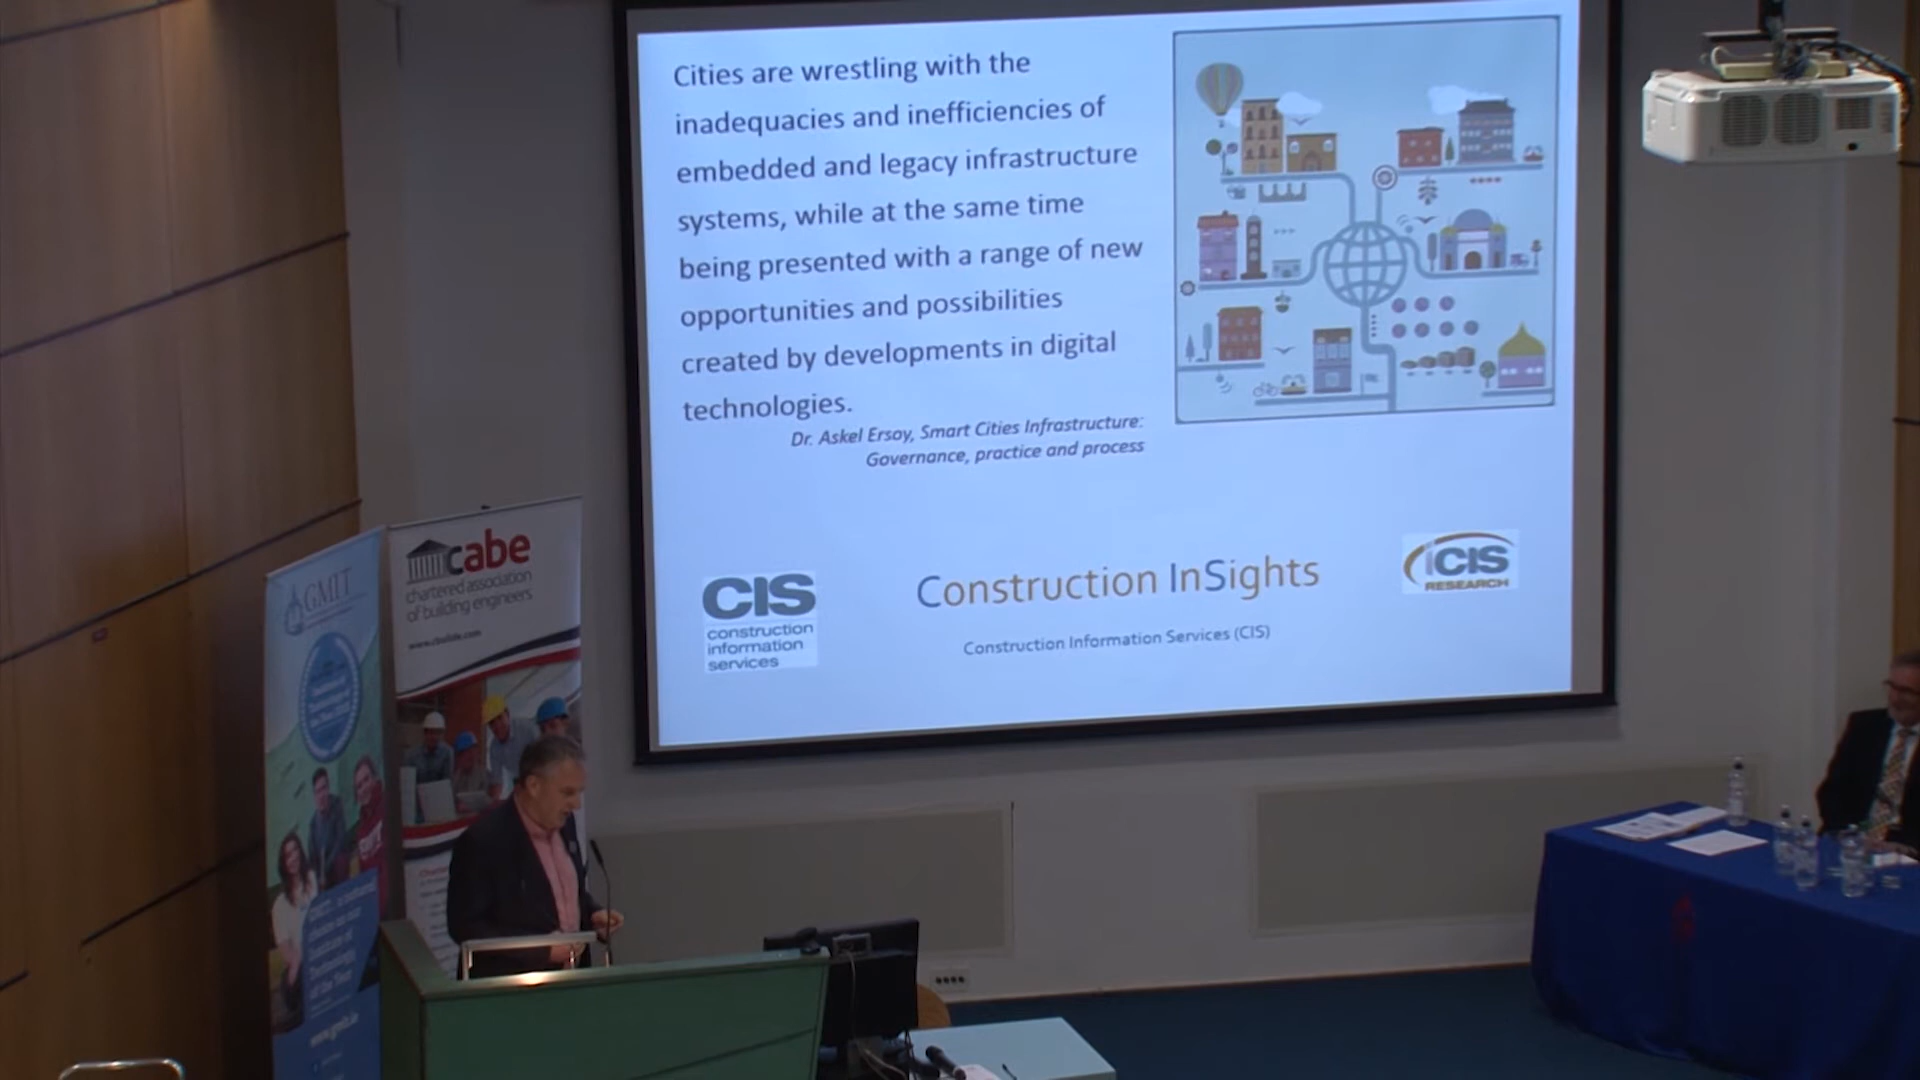 Cities are wrestling with the
inadequacies and inefficiencies of
embedded and legacy infrastructure
systems, while at the same time
being presented with a range of new
opportunities and possibilities
created by developments in digital
technologies.
Dr. Askel Ersoy, Smart Cities Infrastructure:
Governance, practice and process
CIS
construction
information
services
Construction InSights
Construction Information Services (CIS)
iCIS
RESEARCH
GMIT
www.gmit.ie
cabe
chartered association
of building engineers